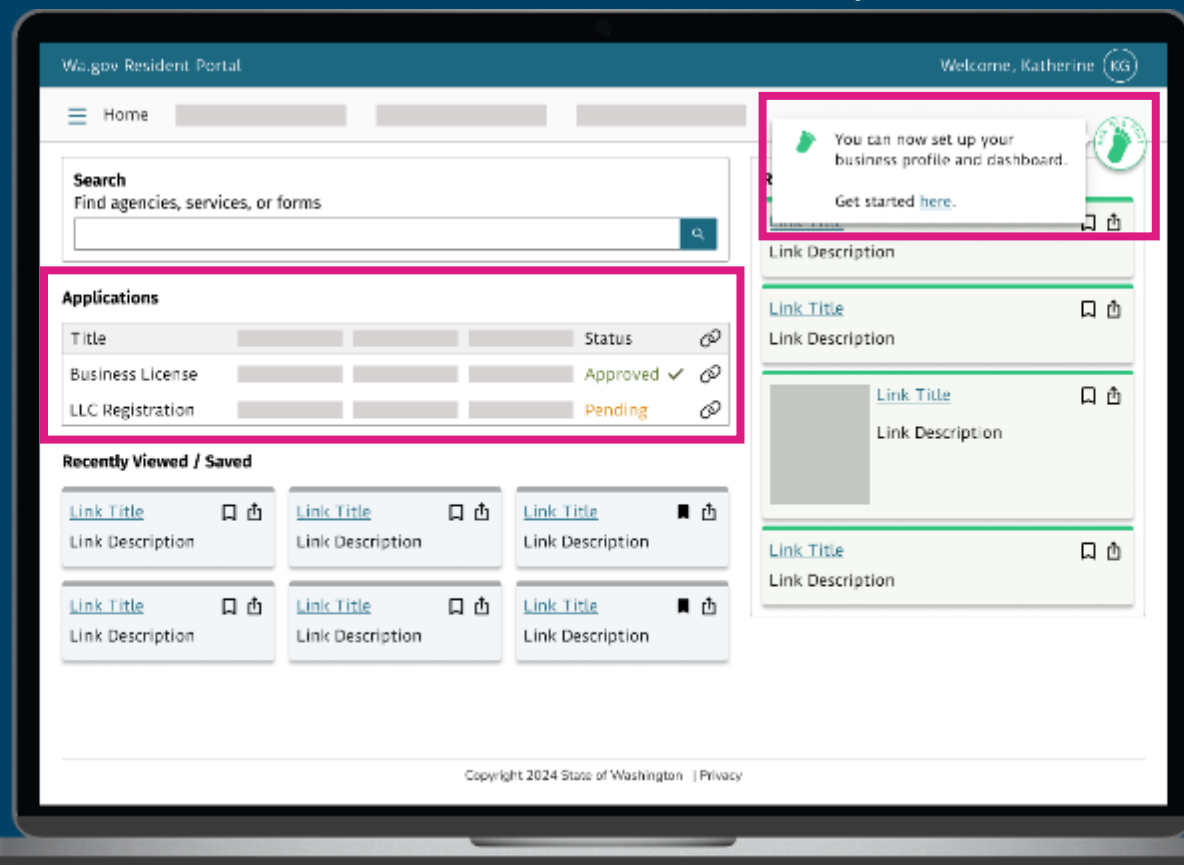 Wa.gov Resident Portal
Welcome, Katherine KG
Home
You can now set up your
business profile and dashboard.
Get started here.
Search
Find agencies, services, or forms
Applications
Title Status
Business License Approved
LLC Registration Pending
Recently Viewed / Saved
Link Title
Link Description
Link Title
Link Description
Link Title
Link Description
Link Title
Link Description
Link Title
Link Description
Link Title
Link Description
Link Description
Link Title
Link Description
Link Title
Link Description
Link Title
Link Description
Copyright 2024 State of Washington | Privacy